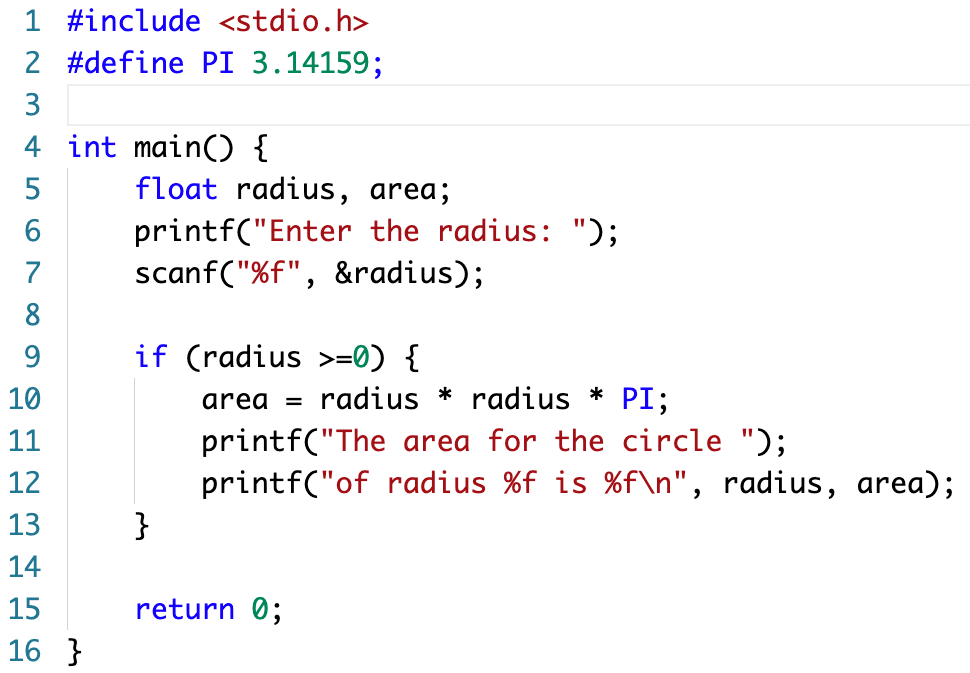 1 #include <stdio.h>
2 #define PI 3.14159;
3
4 int main() {
5     float radius, area;
6     printf("Enter the radius: ");
7     scanf("%f", &radius);
8
9     if (radius >=0) {
10         area = radius * radius * PI;
11         printf("The area for the circle ");
12         printf("of radius %f is %f\n", radius, area);
13     }
14
15     return 0;
16 }